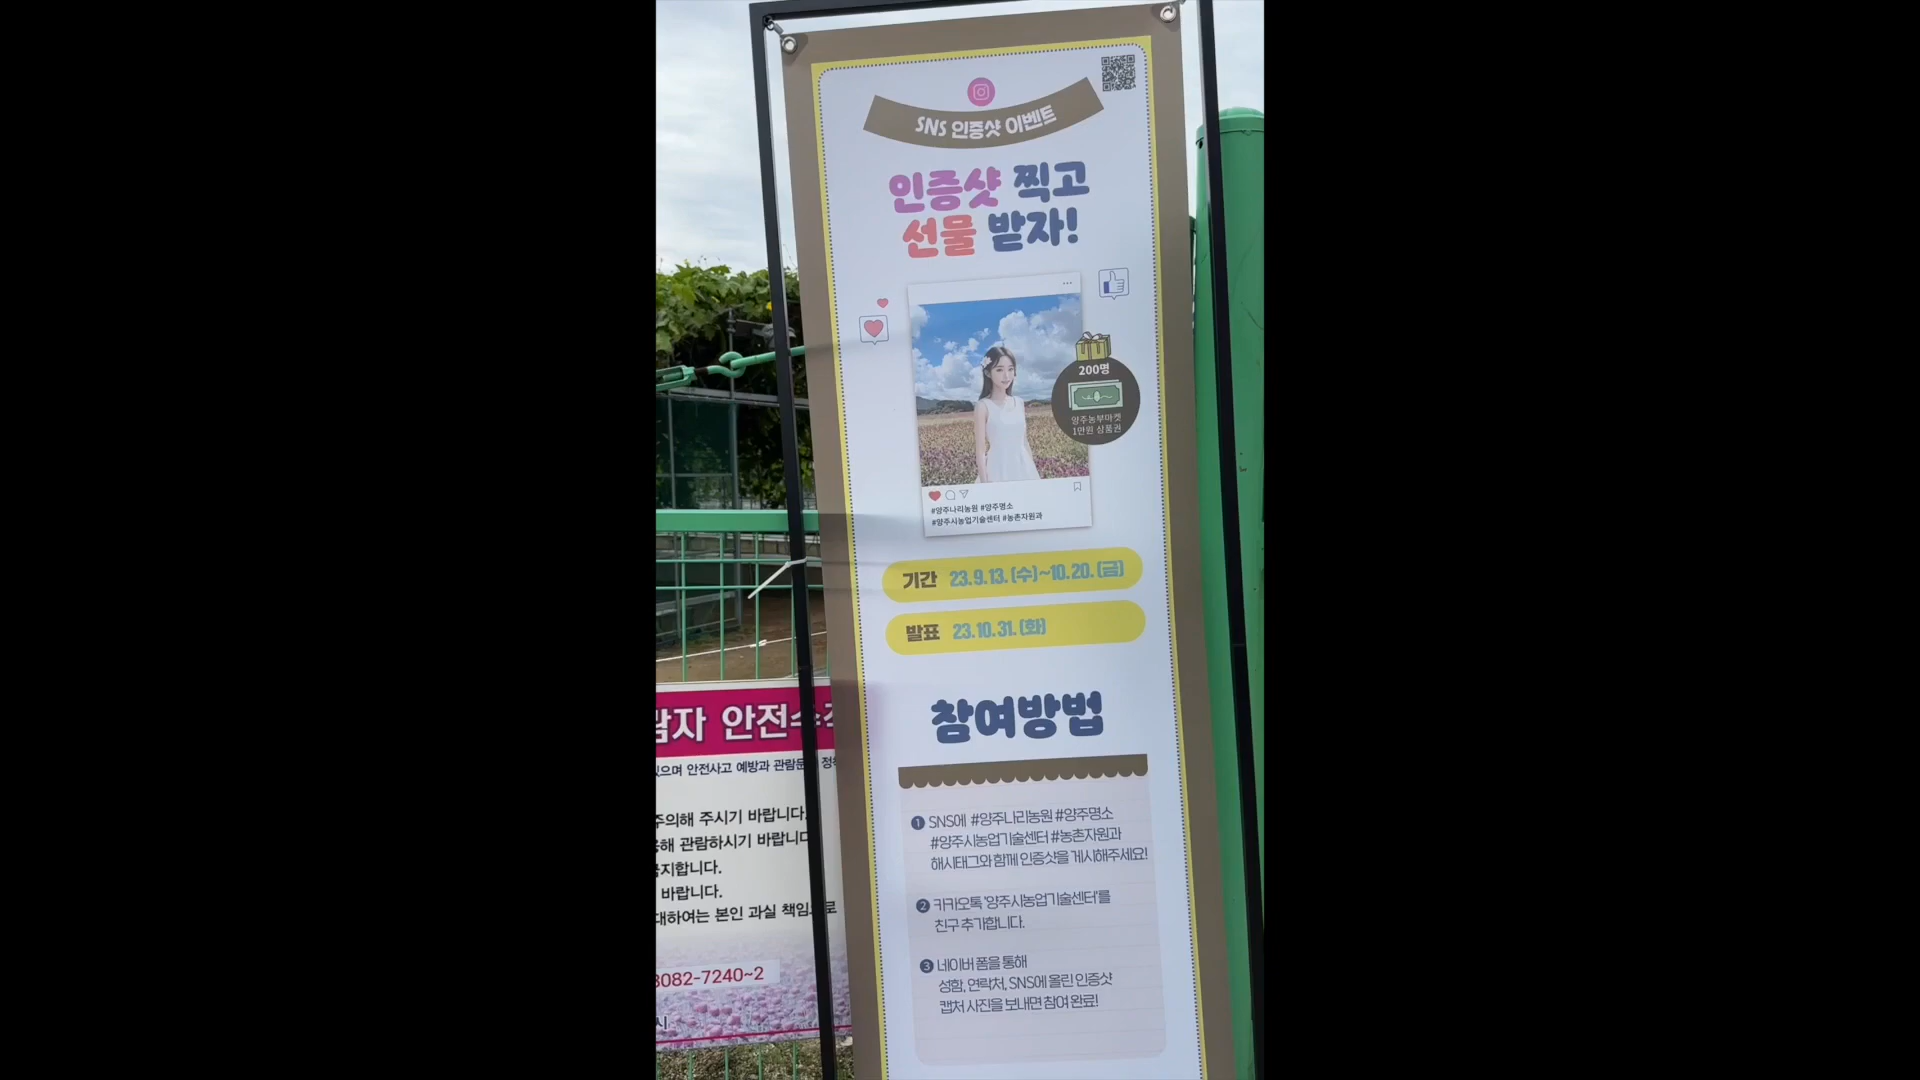 SNS 인증샷 이벤트
인증샷 찍고
선물 받자!
200명
양주농부마켓
1만원 상품권
#양주나리농원 #양주명소
#양주시농업기술센터 #농촌자원과
기간 23.9.13.(수)~10.20.(금)
발표 23.10.31.(화)
참여방법
1 SNS에 #양주나리농원 #양주명소
#양주시농업기술센터 #농촌자원과
해시태그와 함께 인증샷을 게시해주세요!
2 카카오톡 '양주시농업기술센터'를
친구 추가합니다.
3 네이버 폼을 통해
성함, 연락처, SNS에 올린 인증샷
캡처 사진을 보내면 참여 완료!
람자 안전수
있으며 안전사고 예방과 관람문
주의해 주시기 바랍니다.
해 관람하시기 바랍니다
금지합니다.
바랍니다.
대하여는 본인 과실 책임으로
8082-7240~2
시